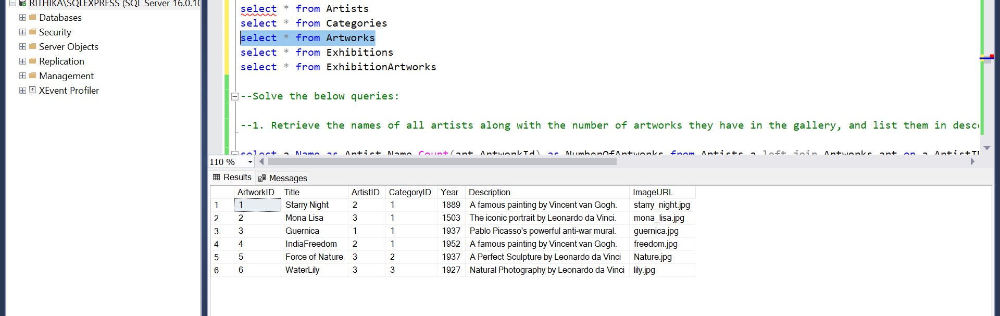 RITHIKA\SQLEXPRESS (SQL Server 16.0.10
Databases
Security
Server Objects
Replication
Management
XEvent Profiler
select * from Artists
select * from Categories
select * from Artworks
select * from Exhibitions
select * from ExhibitionArtworks
--Solve the below queries:
--1. Retrieve the names of all artists along with the number of artworks they have in the gallery, and list them in desce
select a.Name as Artist_Name,Count(art.ArtworkId) as NumberOfArtworks from Artists a left join Artworks art on a.ArtistID
110 %
Results Messages
ArtworkID Title ArtistID CategoryID Year Description ImageURL
1 1 Starry Night 2 1 1889 A famous painting by Vincent van Gogh. starry_night.jpg
2 2 Mona Lisa 3 1 1503 The iconic portrait by Leonardo da Vinci. mona_lisa.jpg
3 3 Guernica 1 1 1937 Pablo Picasso's powerful anti-war mural. guernica.jpg
4 4 IndiaFreedom 2 1 1952 A famous painting by Vincent van Gogh. freedom.jpg
5 5 Force of Nature 3 2 1937 A Perfect Sculpture by Leonardo da Vinci Nature.jpg
6 6 WaterLily 3 3 1927 Natural Photography by Leonardo da Vinci lily.jpg